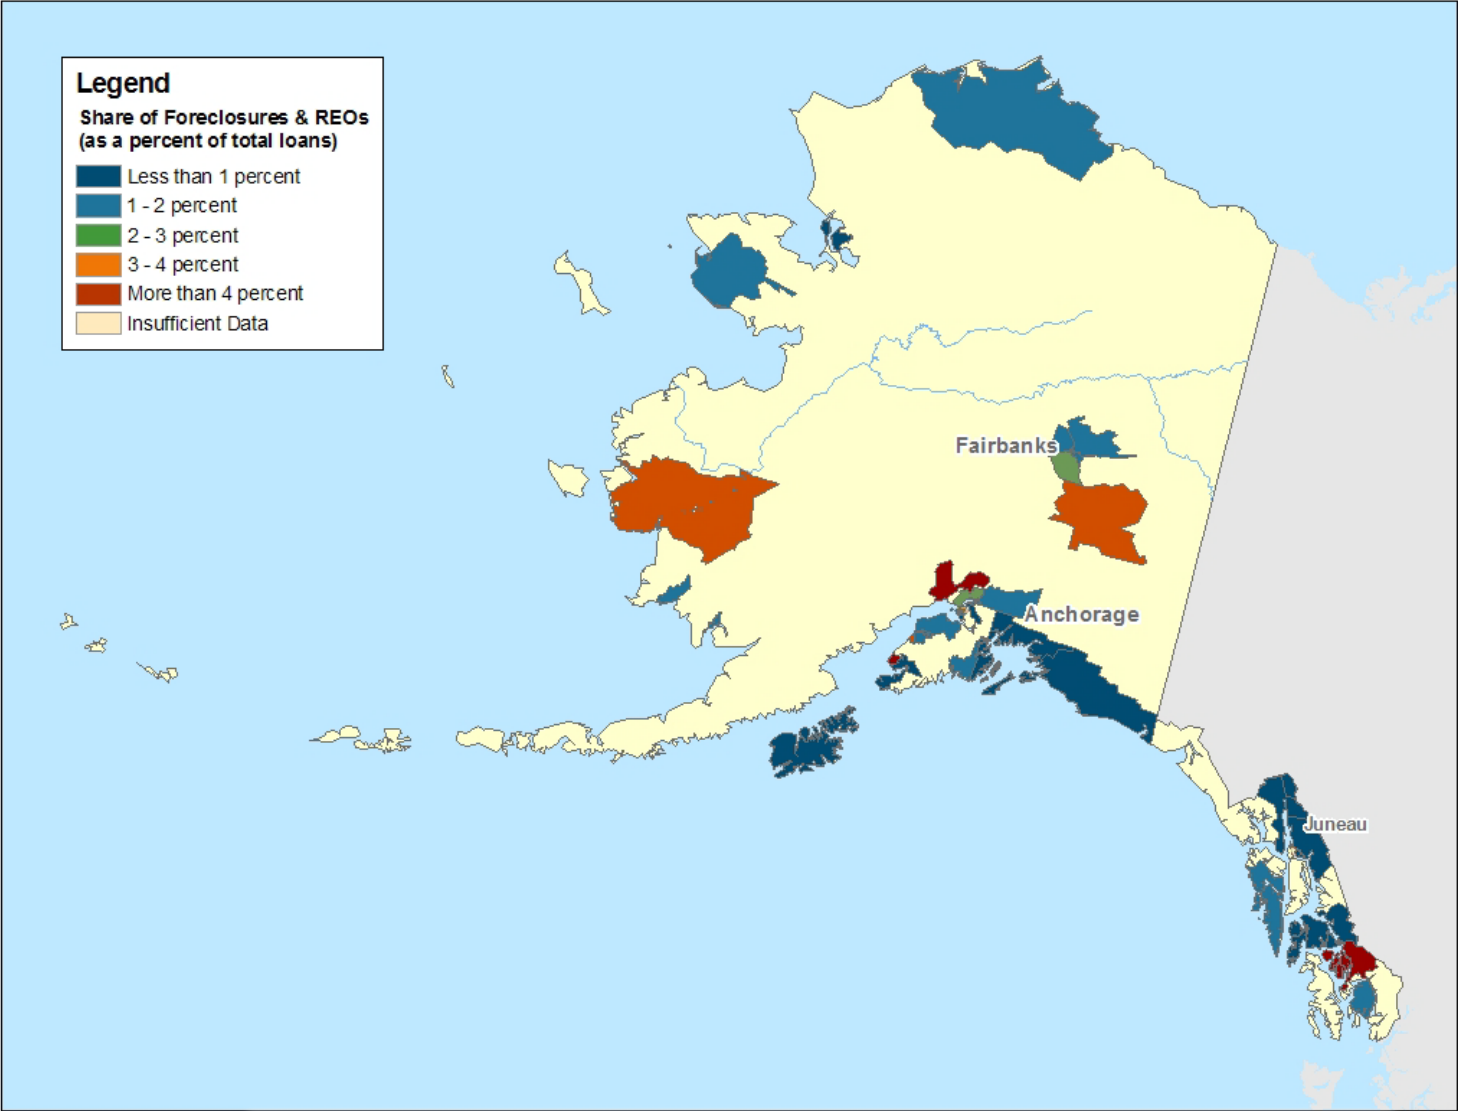 Legend
Share of Foreclosures & REOs
(as a percent of total loans)
Less than 1 percent
1 - 2 percent
2 - 3 percent
3 - 4 percent
More than 4 percent
Insufficient Data
Fairbanks
Anchorage
Juneau